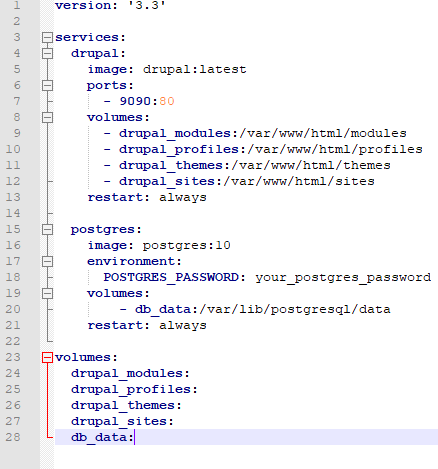 1 version: '3.3'
2
3 services:
4   drupal:
5     image: drupal:latest
6     ports:
7       - 9090:80
8     volumes:
9       - drupal_modules:/var/www/html/modules
10       - drupal_profiles:/var/www/html/profiles
11       - drupal_themes:/var/www/html/themes
12       - drupal_sites:/var/www/html/sites
13     restart: always
14
15   postgres:
16     image: postgres:10
17     environment:
18       POSTGRES_PASSWORD: your_postgres_password
19     volumes:
20         - db_data:/var/lib/postgresql/data
21     restart: always
22
23 volumes:
24   drupal_modules:
25   drupal_profiles:
26   drupal_themes:
27   drupal_sites:
28   db_data: